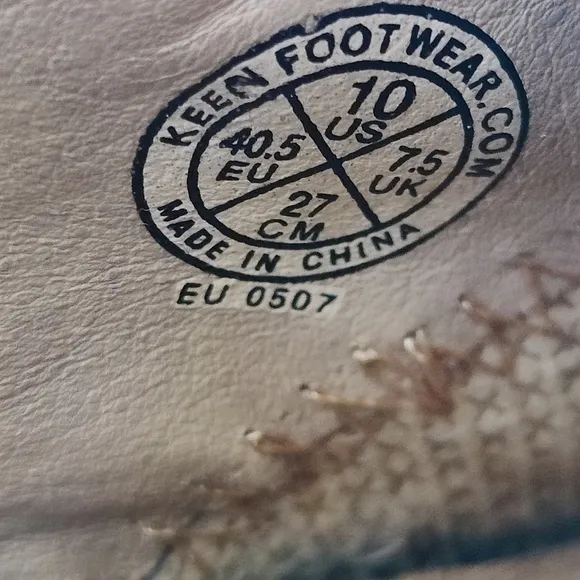 KEEN FOOTWEAR.COM
10
US
40.5
EU
7.5
UK
27
CM
MADE IN CHINA
EU 0507